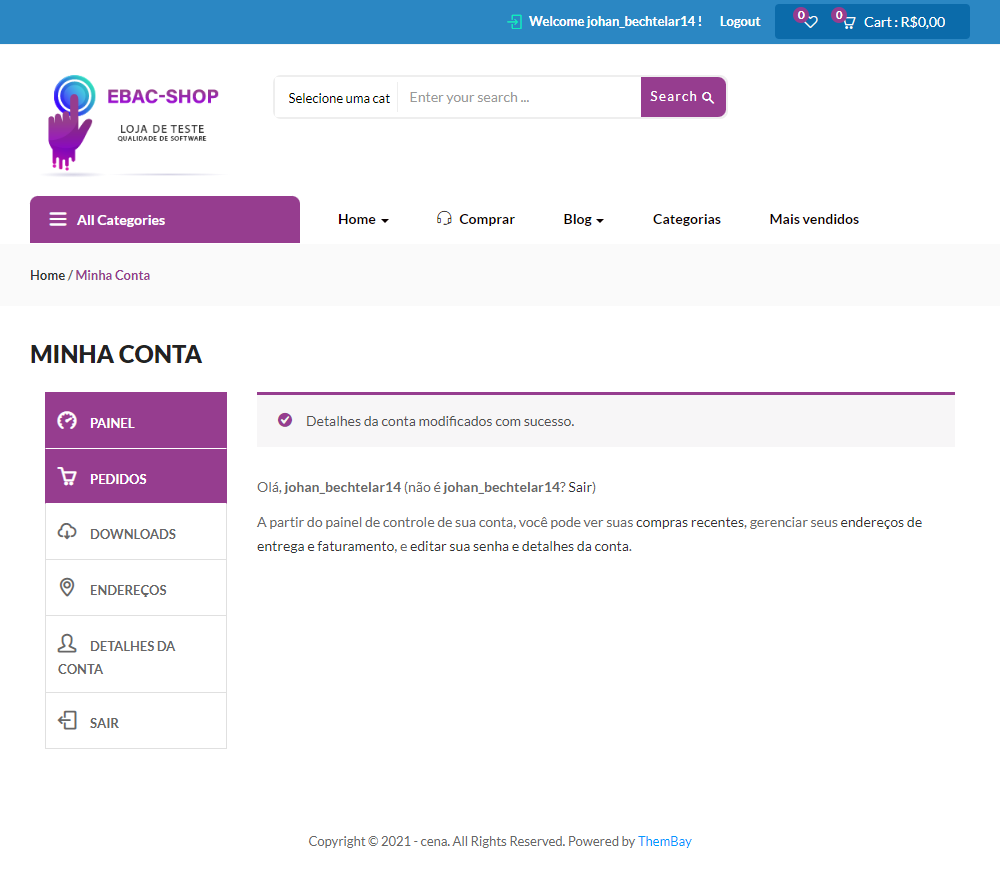 Welcome johan_bechtelar14 ! Logout 0 0 Cart : R$0,00
EBAC-SHOP
LOJA DE TESTE
QUALIDADE DE SOFTWARE
Selecione uma cat Enter your search ... Search
All Categories Home Comprar Blog Categorias Mais vendidos
Home / Minha Conta
MINHA CONTA
PAINEL
PEDIDOS
DOWNLOADS
ENDEREÇOS
DETALHES DA
CONTA
SAIR
Detalhes da conta modificados com sucesso.
Olá, johan_bechtelar14 (não é johan_bechtelar14? Sair)
A partir do painel de controle de sua conta, você pode ver suas compras recentes, gerenciar seus endereços de
entrega e faturamento, e editar sua senha e detalhes da conta.
Copyright © 2021 - cena. All Rights Reserved. Powered by ThemBay